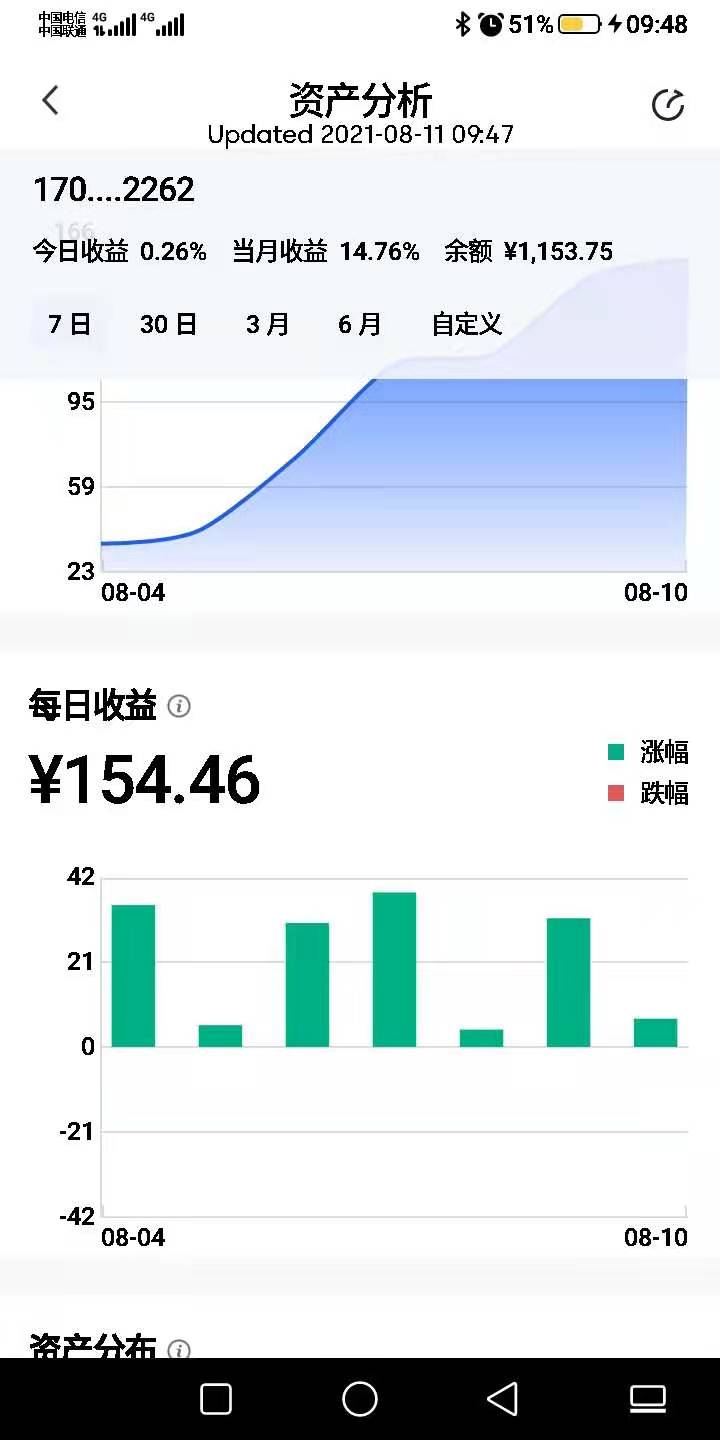 中国电信 4G 4G 51% 09:48
中国联通
资产分析
Updated 2021-08-11 09:47
170....2262
166
今日收益 0.26% 当月收益 14.76% 余额 ¥1,153.75
7 日 30 日 3 月 6 月 自定义
95
59
23
08-04 08-10
每日收益
¥154.46
涨幅
跌幅
42
21
0
-21
-42
08-04 08-10
资产分布